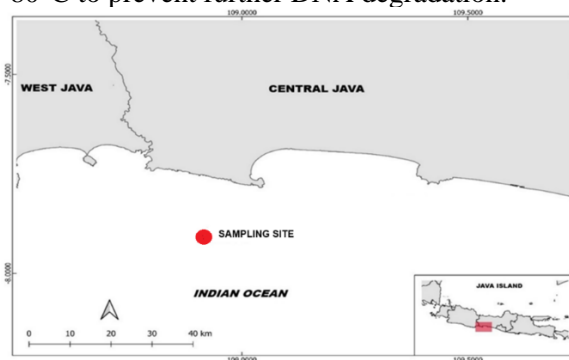 80°C to prevent further DNA degradation.
109.0000 109.5000
-7.5000
WEST JAVA CENTRAL JAVA
SAMPLING SITE
-8.0000
INDIAN OCEAN
JAVA ISLAND
0 10 20 30 40 km
109.0000 109.5000